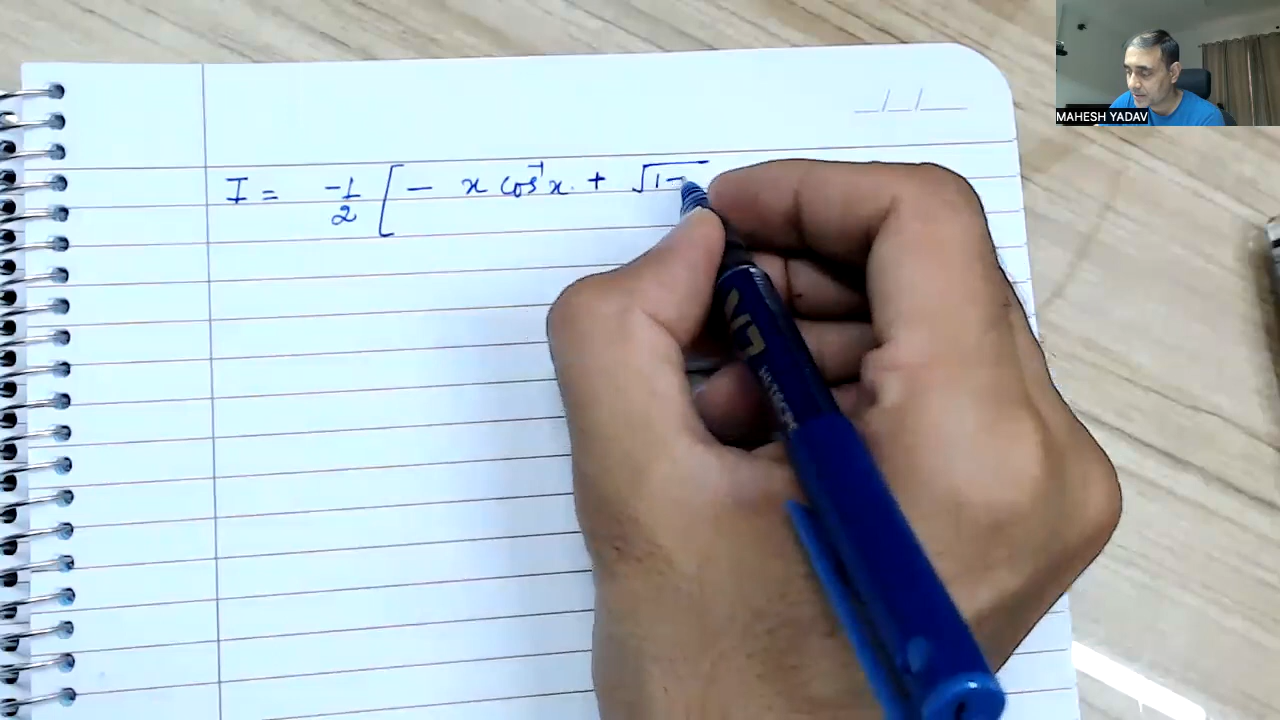 MAHESH YADAV
_/_/_
I = -1/2 [ - x cos⁻¹x. + √1-